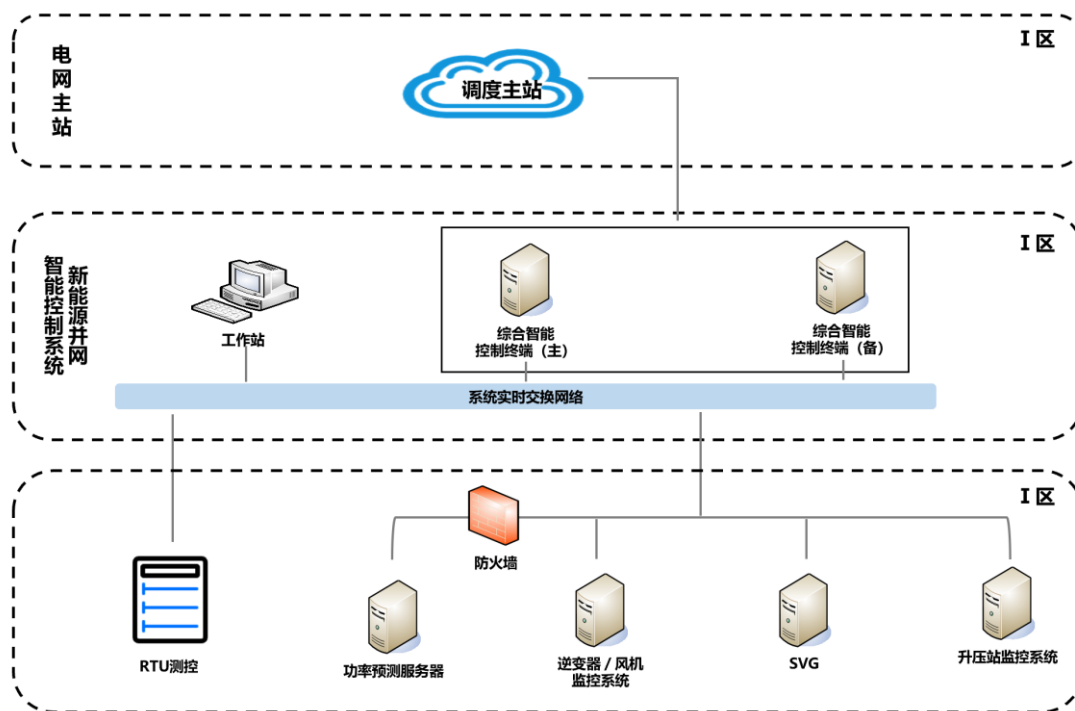 电网主站
I 区
调度主站
新能源并网
智能控制系统
I 区
工作站
综合智能
控制终端（主）
综合智能
控制终端（备）
系统实时交换网络
I 区
防火墙
RTU测控
功率预测服务器
逆变器 / 风机
监控系统
SVG
升压站监控系统